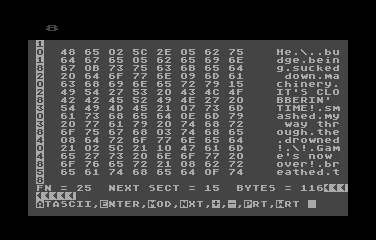 48 65 02 5C 2E 05 62 75 He.\..bu
64 67 65 05 62 65 69 6E dge.bein
67 0B 73 75 63 6B 65 64 g.sucked
20 64 6F 77 6E 09 6D 61 down.ma
63 68 69 6E 65 72 79 15 chinery.
49 54 27 53 20 43 4C 4F IT'S CLO
42 42 45 52 49 4E 27 20 BBERIN'
54 49 4D 45 21 07 73 6D TIME!.sm
61 73 68 65 64 0E 6D 79 ashed.my
20 77 61 79 20 74 68 72 way thr
6F 75 67 68 03 74 68 65 ough.the
08 64 72 6F 77 6E 65 64 .drowned
21 02 5C 21 10 47 61 6D !.\!.Gam
65 27 73 20 6E 6F 77 20 e's now
6F 76 65 72 21 08 62 72 over!.br
65 61 74 68 65 64 0F 74 eathed.t
FN = 25 NEXT SECT = 15 BYTES = 116
ATASCII,ENTER,MOD,NXT,+,-,PRT,WRT